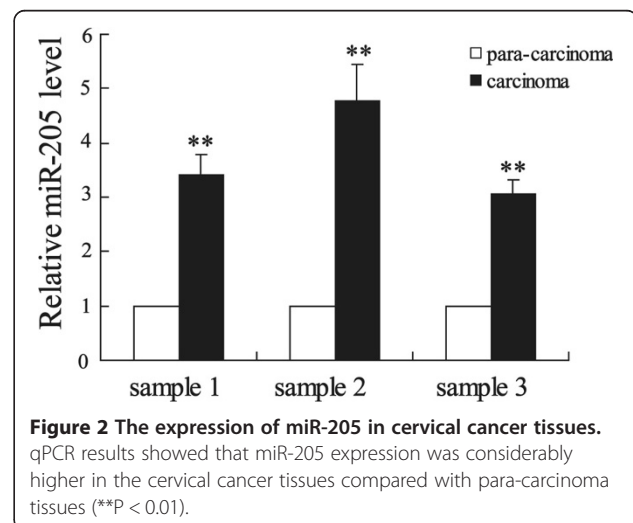 6
5
4
3
2
1
0
Relative miR-205 level
**
**
**
para-carcinoma
carcinoma
sample 1
sample 2
sample 3
Figure 2 The expression of miR-205 in cervical cancer tissues.
qPCR results showed that miR-205 expression was considerably
higher in the cervical cancer tissues compared with para-carcinoma
tissues (**P < 0.01).